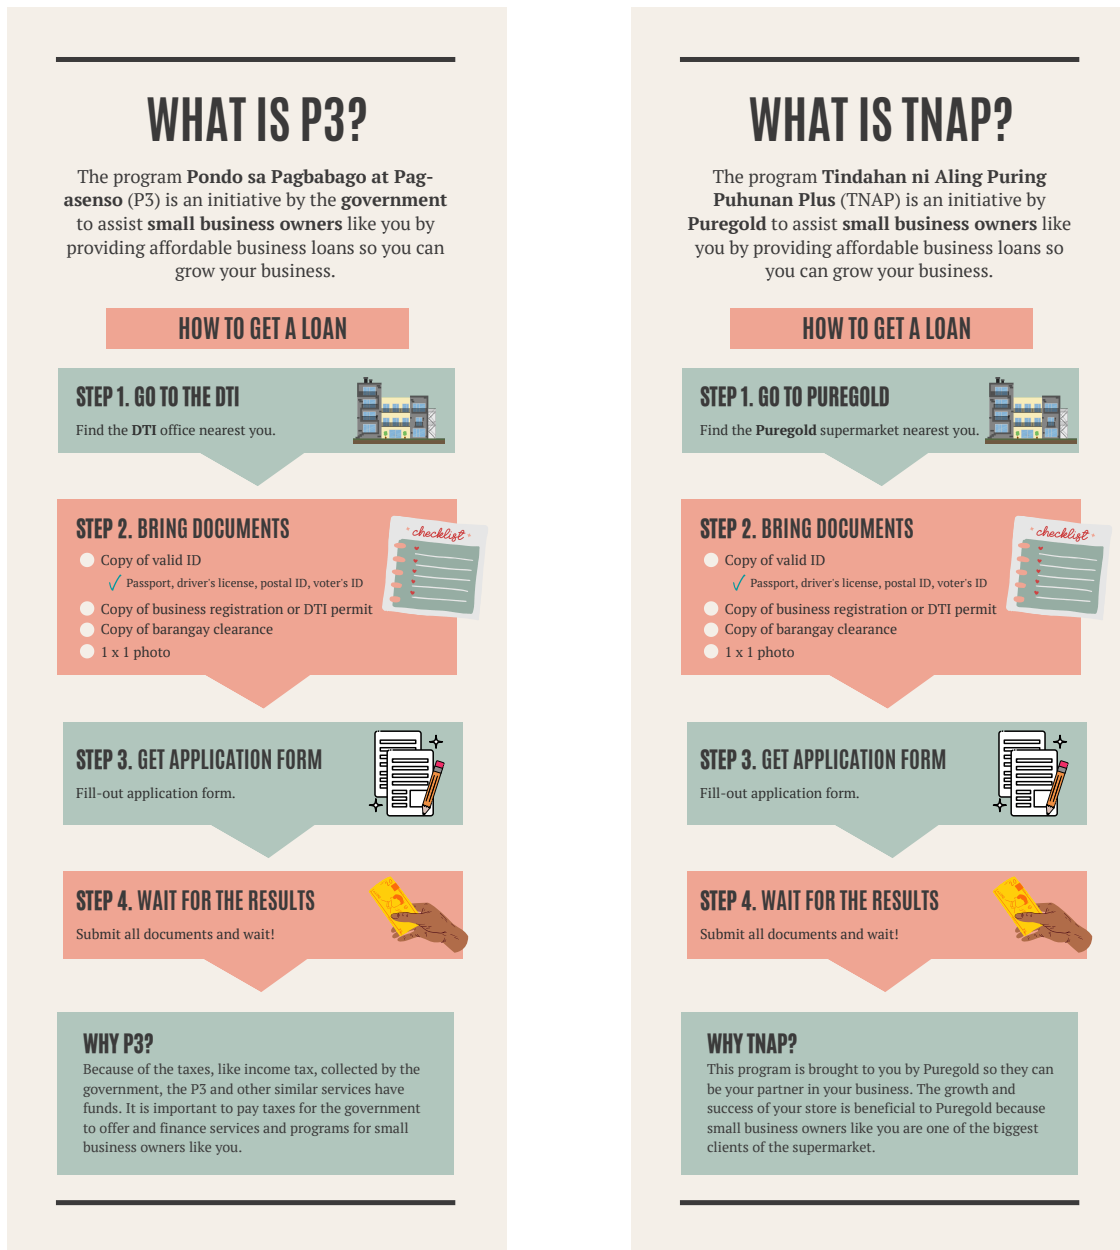 WHAT IS P3?
The program Pondo sa Pagbabago at Pag-
asenso (P3) is an initiative by the government
to assist small business owners like you by
providing affordable business loans so you can
grow your business.
HOW TO GET A LOAN
STEP 1. GO TO THE DTI
Find the DTI office nearest you.
STEP 2. BRING DOCUMENTS
checklist
Copy of valid ID
Passport, driver's license, postal ID, voter's ID
Copy of business registration or DTI permit
Copy of barangay clearance
1 x 1 photo
STEP 3. GET APPLICATION FORM
Fill-out application form.
STEP 4. WAIT FOR THE RESULTS
Submit all documents and wait!
WHY P3?
Because of the taxes, like income tax, collected by the
government, the P3 and other similar services have
funds. It is important to pay taxes for the government
to offer and finance services and programs for small
business owners like you.
WHAT IS TNAP?
The program Tindahan ni Aling Puring
Puhunan Plus (TNAP) is an initiative by
Puregold to assist small business owners like
you by providing affordable business loans so
you can grow your business.
HOW TO GET A LOAN
STEP 1. GO TO PUREGOLD
Find the Puregold supermarket nearest you.
STEP 2. BRING DOCUMENTS
checklist
Copy of valid ID
Passport, driver's license, postal ID, voter's ID
Copy of business registration or DTI permit
Copy of barangay clearance
1 x 1 photo
STEP 3. GET APPLICATION FORM
Fill-out application form.
STEP 4. WAIT FOR THE RESULTS
Submit all documents and wait!
WHY TNAP?
This program is brought to you by Puregold so they can
be your partner in your business. The growth and
success of your store is beneficial to Puregold because
small business owners like you are one of the biggest
clients of the supermarket.